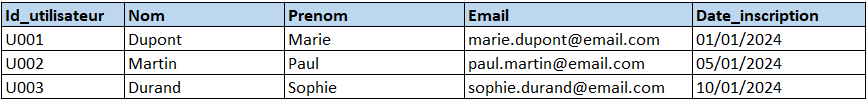 Id_utilisateur Nom Prenom Email Date_inscription
U001 Dupont Marie marie.dupont@email.com 01/01/2024
U002 Martin Paul paul.martin@email.com 05/01/2024
U003 Durand Sophie sophie.durand@email.com 10/01/2024